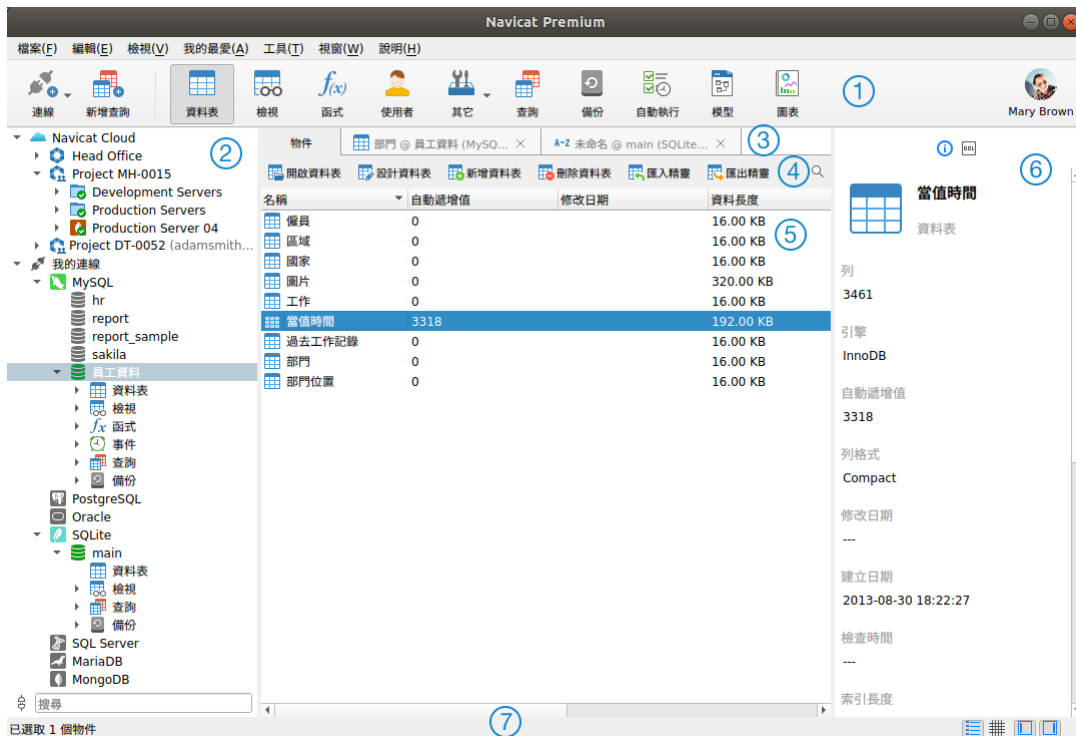 Navicat Premium
檔案(F) 編輯(E) 檢視(V) 我的最愛(A) 工具(T) 視窗(W) 說明(H)
連線 新增查詢 資料表 檢視 函式 使用者 其它 查詢 備份 自動執行 模型 圖表 Mary Brown
1
Navicat Cloud
Head Office
Project MH-0015
Development Servers
Production Servers
Production Server 04
Project DT-0052 (adamsmith...
我的連線
MySQL
hr
report
report_sample
sakila
員工資料
資料表
檢視
函式
事件
查詢
備份
PostgreSQL
Oracle
SQLite
main
資料表
檢視
查詢
備份
SQL Server
MariaDB
MongoDB
搜尋
2
物件 部門 @ 員工資料 (MySQ... A-Z 未命名 @ main (SQLite...
3
開啟資料表 設計資料表 新增資料表 刪除資料表 匯入精靈 匯出精靈
4
名稱 自動遞增值 修改日期 資料長度
僱員 0 16.00 KB
區域 0 16.00 KB
國家 0 16.00 KB
圖片 0 320.00 KB
工作 0 16.00 KB
當值時間 3318 192.00 KB
過去工作記錄 0 16.00 KB
部門 0 16.00 KB
部門位置 0 16.00 KB
5
DDL
6
當值時間
資料表
列
3461
引擎
InnoDB
自動遞增值
3318
列格式
Compact
修改日期
---
建立日期
2013-08-30 18:22:27
檢查時間
---
索引長度
已選取 1 個物件
7